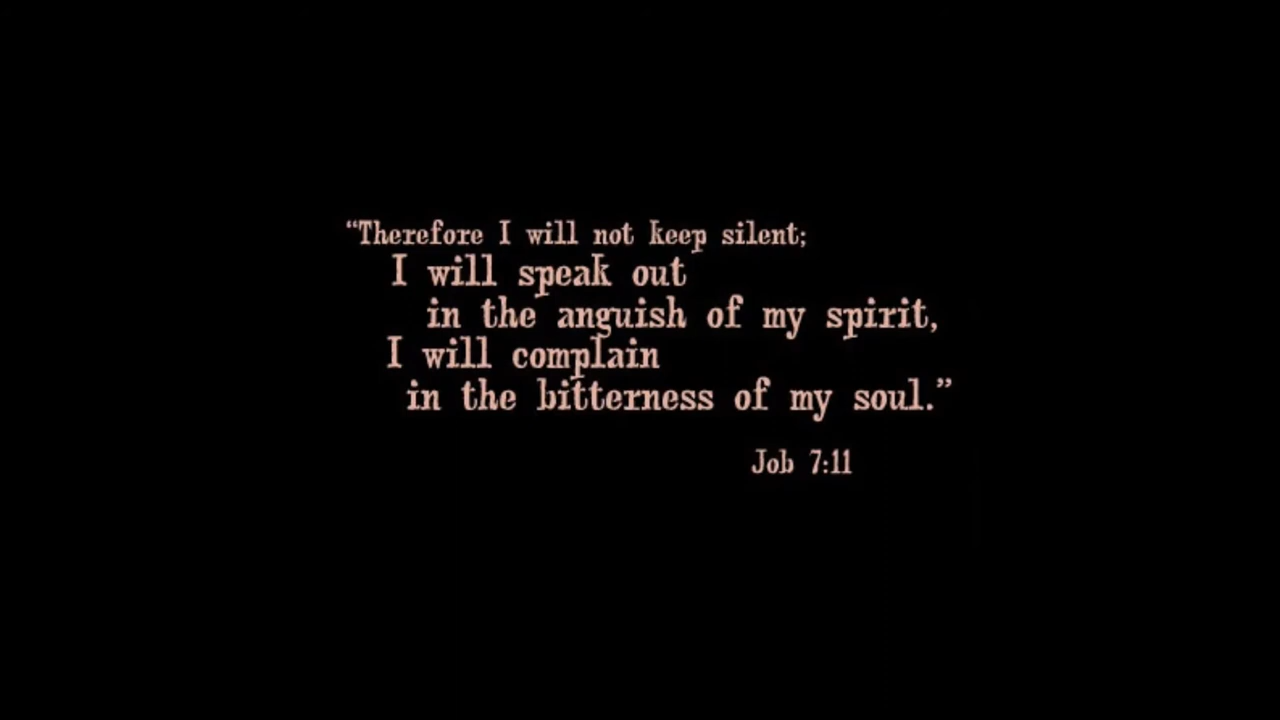 “Therefore I will not keep silent;
I will speak out
in the anguish of my spirit,
I will complain
in the bitterness of my soul.”
Job 7:11